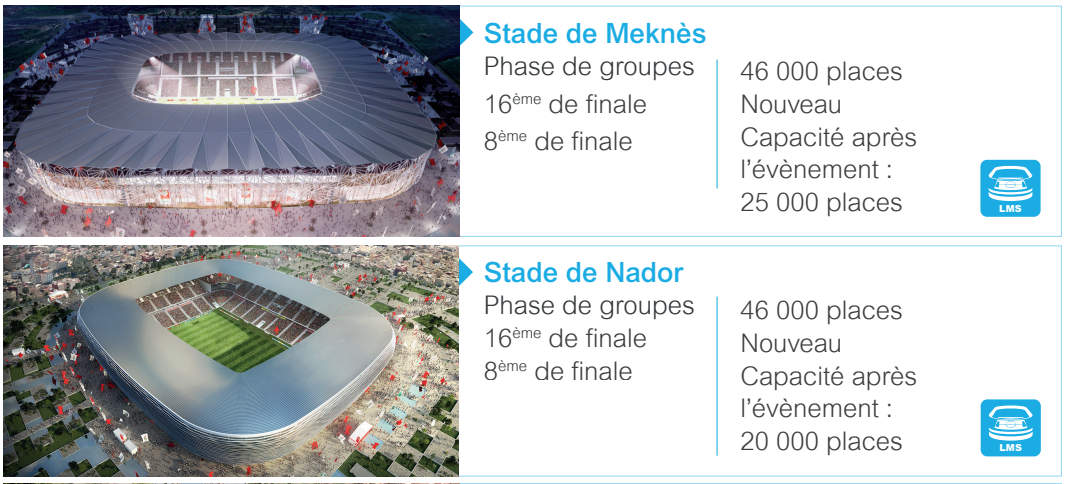 Stade de Meknès
Phase de groupes
16ème de finale
8ème de finale
46 000 places
Nouveau
Capacité après
l'évènement :
25 000 places
LMS
Stade de Nador
Phase de groupes
16ème de finale
8ème de finale
46 000 places
Nouveau
Capacité après
l'évènement :
20 000 places
LMS